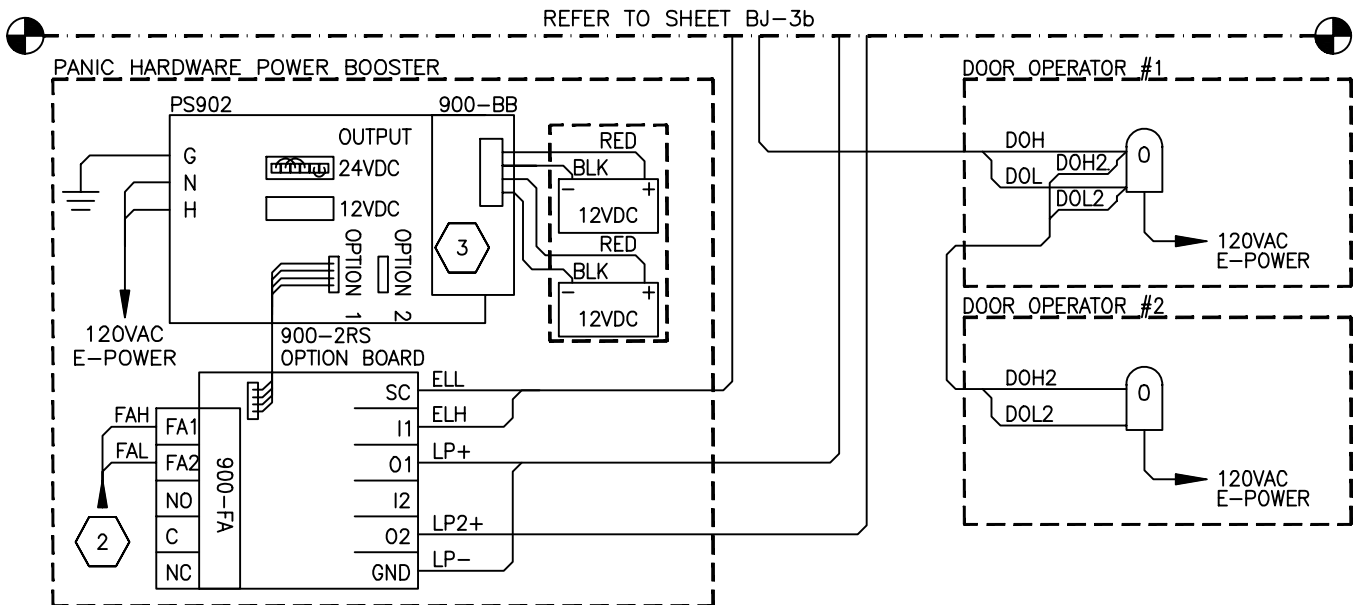 REFER TO SHEET BJ-3b
PANIC HARDWARE POWER BOOSTER
PS902
900-BB
OUTPUT
24VDC
12VDC
G
N
H
OPTION 1
OPTION 2
3
RED
BLK
- +
12VDC
RED
BLK
- +
12VDC
120VAC
E-POWER
900-2RS
OPTION BOARD
FAH
FAL
FA1
FA2
NO
C
NC
900-FA
2
SC
I1
O1
I2
O2
GND
ELL
ELH
LP+
LP2+
LP-
DOOR OPERATOR #1
DOH
DOH2
DOL
DOL2
O
120VAC
E-POWER
DOOR OPERATOR #2
DOH2
DOL2
O
120VAC
E-POWER